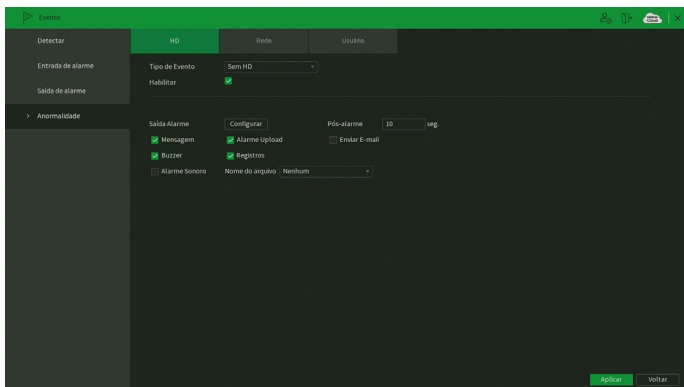 Evento
Detectar
Entrada de alarme
Saída de alarme
> Anormalidade
HD Rede Usuário
Tipo de Evento Sem HD
Habilitar
Saída Alarme Configurar Pós-alarme 10 seg.
Mensagem Alarme Upload Enviar E-mail
Buzzer Registros
Alarme Sonoro Nome do arquivo Nenhum
Aplicar Voltar